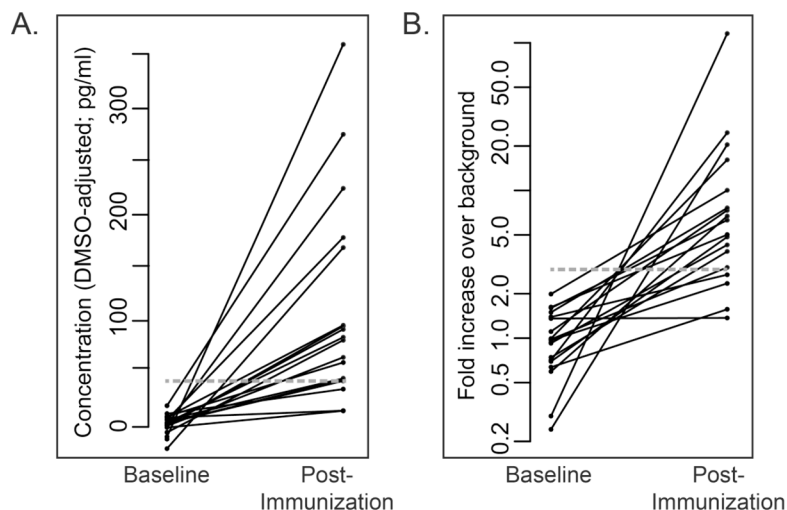 A.
Concentration (DMSO-adjusted; pg/ml)
300
200
100
0
Baseline
Post-
Immunization
B.
Fold increase over background
50.0
20.0
5.0
2.0
1.0
0.5
0.2
Baseline
Post-
Immunization